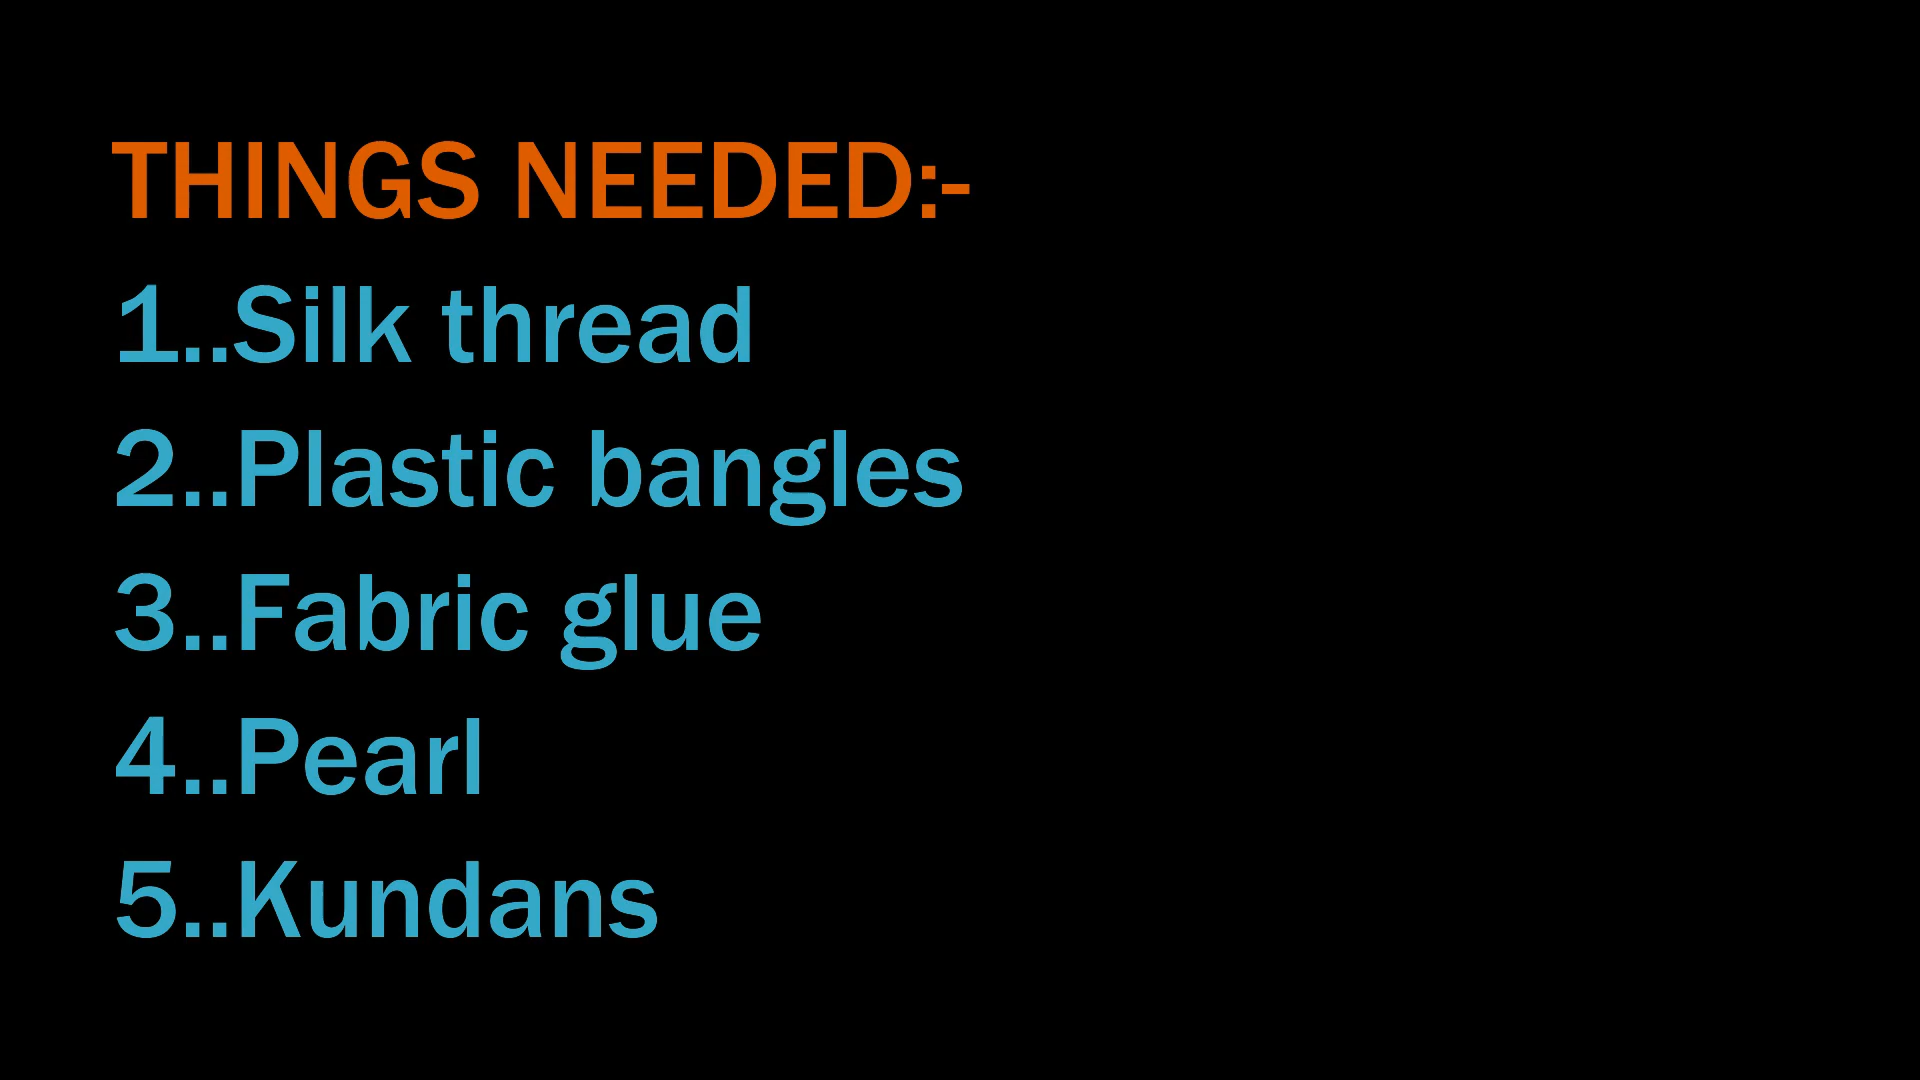 THINGS NEEDED:-
1..Silk thread
2..Plastic bangles
3..Fabric glue
4..Pearl
5..Kundans